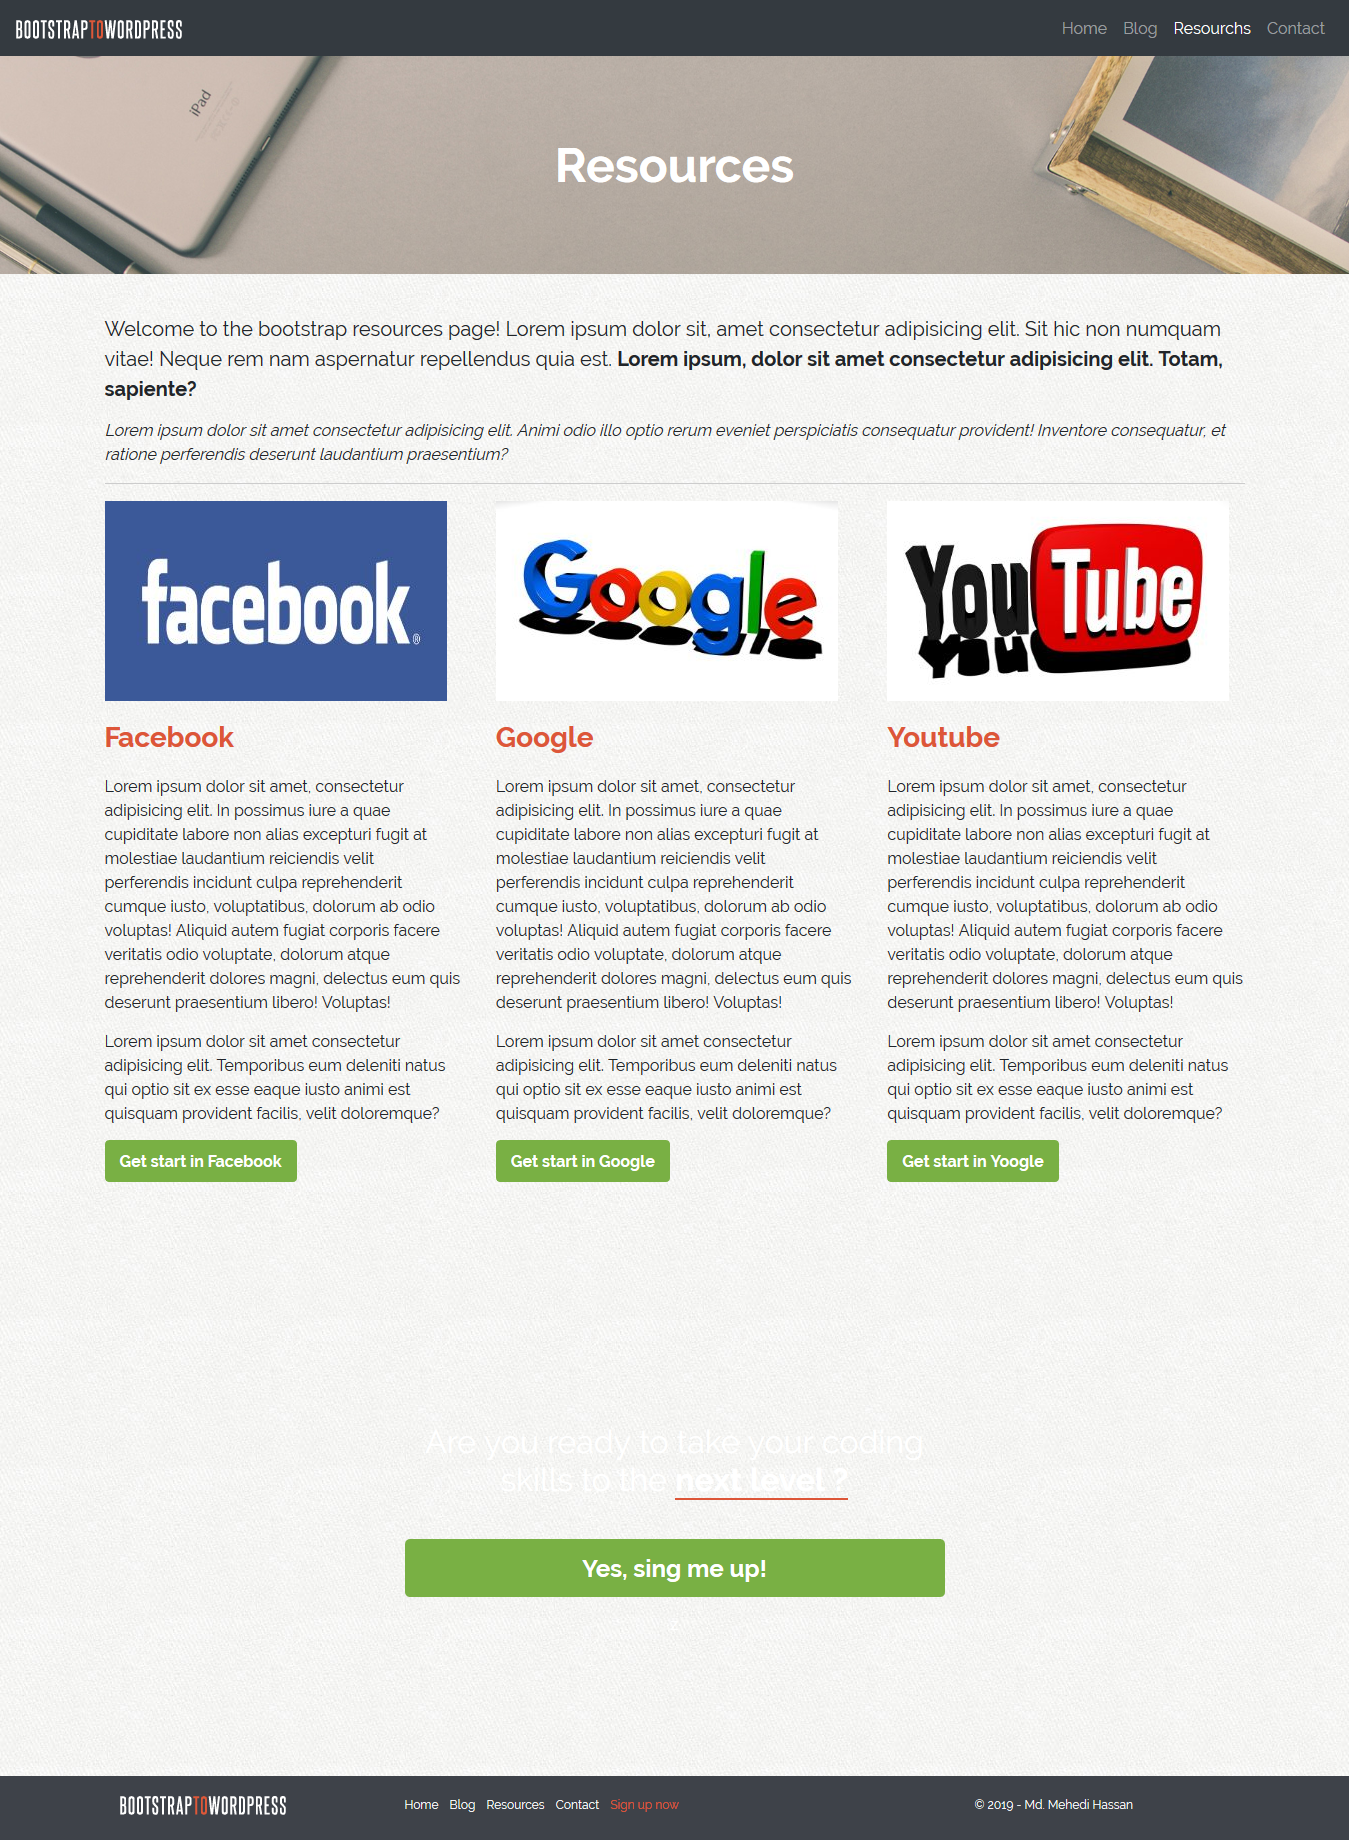 BOOTSTRAPTOWORDPRESS
Home Blog Resourchs Contact
iPad
Resources
Welcome to the bootstrap resources page! Lorem ipsum dolor sit, amet consectetur adipisicing elit. Sit hic non numquam
vitae! Neque rem nam aspernatur repellendus quia est. Lorem ipsum, dolor sit amet consectetur adipisicing elit. Totam,
sapiente?
Lorem ipsum dolor sit amet consectetur adipisicing elit. Animi odio illo optio rerum eveniet perspiciatis consequatur provident! Inventore consequatur, et
ratione perferendis deserunt laudantium praesentium?
facebook®
Google
YouTube
You
Facebook
Lorem ipsum dolor sit amet, consectetur
adipisicing elit. In possimus iure a quae
cupiditate labore non alias excepturi fugit at
molestiae laudantium reiciendis velit
perferendis incidunt culpa reprehenderit
cumque iusto, voluptatibus, dolorum ab odio
voluptas! Aliquid autem fugiat corporis facere
veritatis odio voluptate, dolorum atque
reprehenderit dolores magni, delectus eum quis
deserunt praesentium libero! Voluptas!
Lorem ipsum dolor sit amet consectetur
adipisicing elit. Temporibus eum deleniti natus
qui optio sit ex esse eaque iusto animi est
quisquam provident facilis, velit doloremque?
Get start in Facebook
Google
Lorem ipsum dolor sit amet, consectetur
adipisicing elit. In possimus iure a quae
cupiditate labore non alias excepturi fugit at
molestiae laudantium reiciendis velit
perferendis incidunt culpa reprehenderit
cumque iusto, voluptatibus, dolorum ab odio
voluptas! Aliquid autem fugiat corporis facere
veritatis odio voluptate, dolorum atque
reprehenderit dolores magni, delectus eum quis
deserunt praesentium libero! Voluptas!
Lorem ipsum dolor sit amet consectetur
adipisicing elit. Temporibus eum deleniti natus
qui optio sit ex esse eaque iusto animi est
quisquam provident facilis, velit doloremque?
Get start in Google
Youtube
Lorem ipsum dolor sit amet, consectetur
adipisicing elit. In possimus iure a quae
cupiditate labore non alias excepturi fugit at
molestiae laudantium reiciendis velit
perferendis incidunt culpa reprehenderit
cumque iusto, voluptatibus, dolorum ab odio
voluptas! Aliquid autem fugiat corporis facere
veritatis odio voluptate, dolorum atque
reprehenderit dolores magni, delectus eum quis
deserunt praesentium libero! Voluptas!
Lorem ipsum dolor sit amet consectetur
adipisicing elit. Temporibus eum deleniti natus
qui optio sit ex esse eaque iusto animi est
quisquam provident facilis, velit doloremque?
Get start in Yoogle
Are you ready to take your coding
skills to the next level ?
Yes, sing me up!
BOOTSTRAPTOWORDPRESS
Home Blog Resources Contact Sign up now
© 2019 - Md. Mehedi Hassan